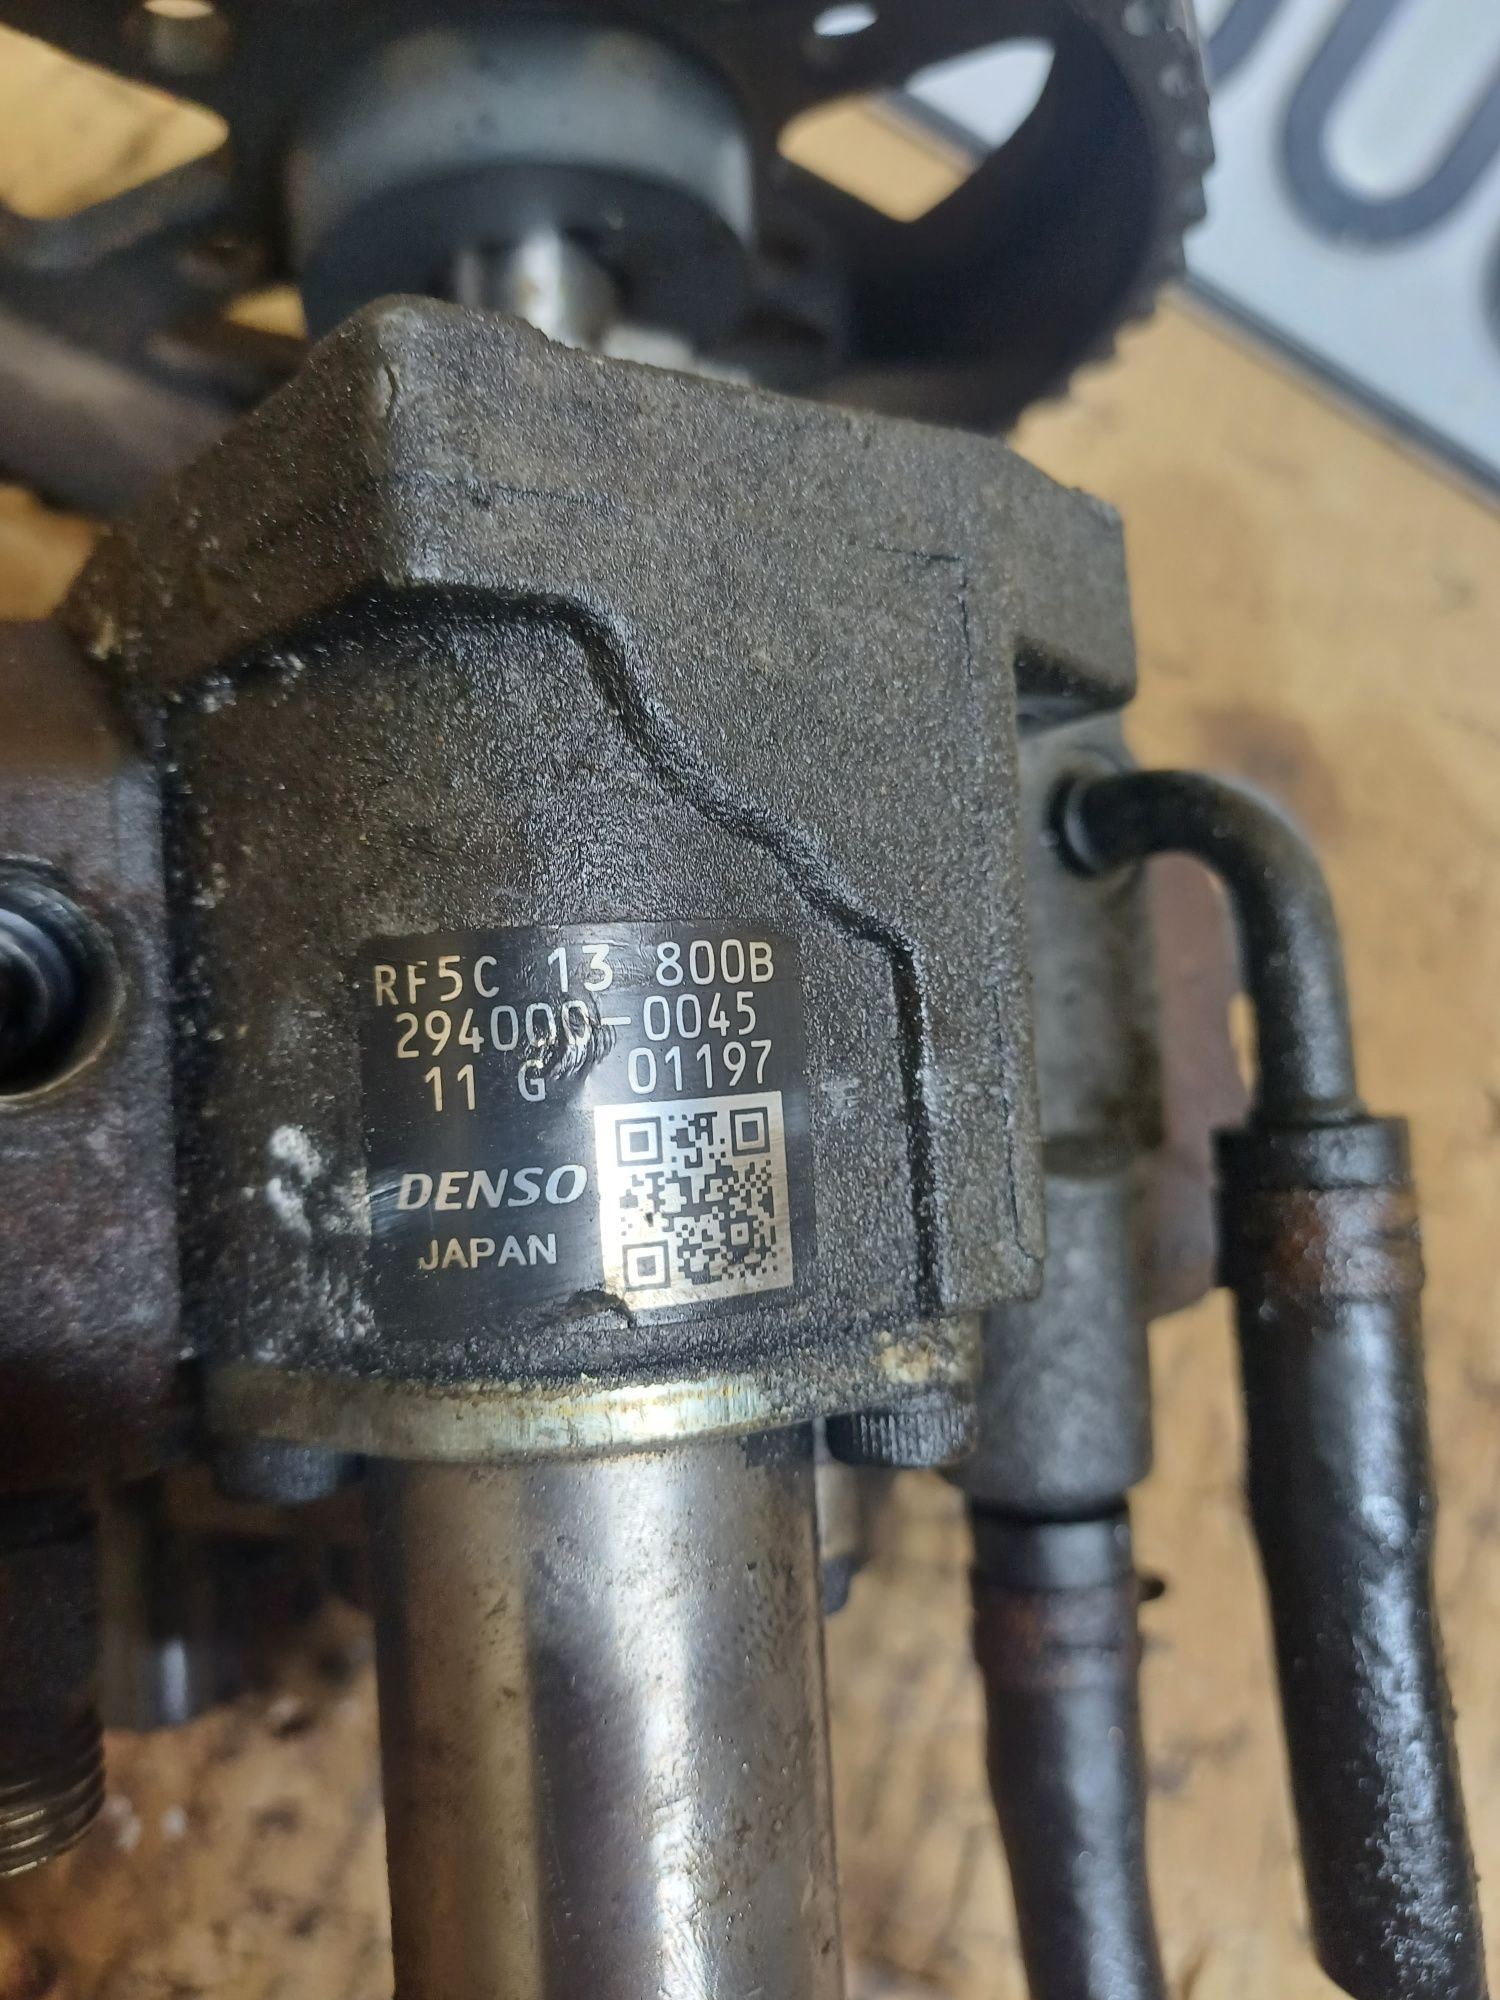 RF5C 13 800B
294000-0045
11 G 01197
DENSO
JAPAN